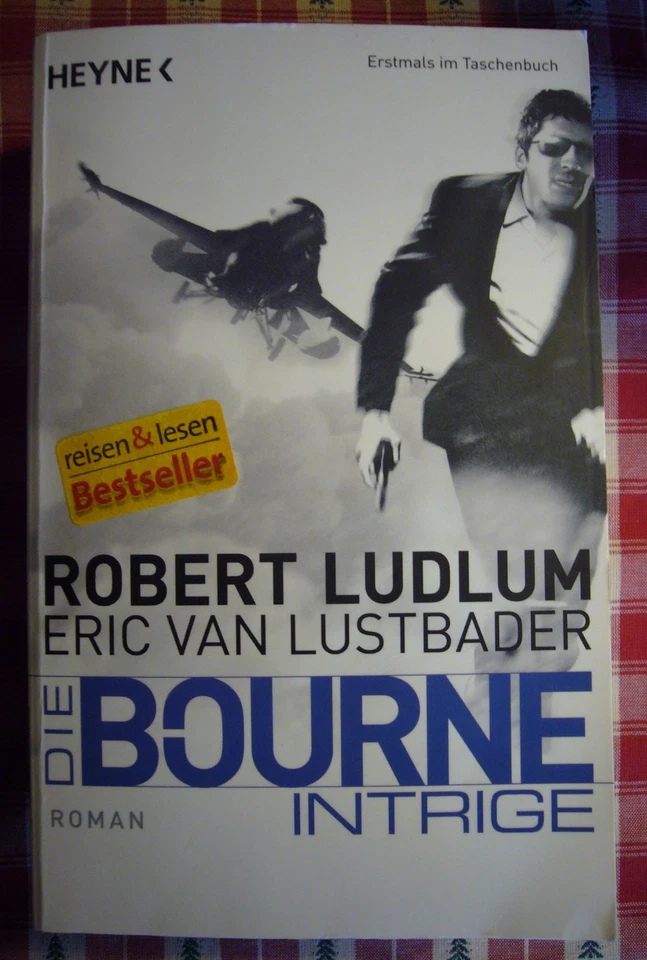 HEYNE
Erstmals im Taschenbuch
reisen & lesen
Bestseller
ROBERT LUDLUM
ERIC VAN LUSTBADER
DIE BOURNE
INTRIGE
ROMAN